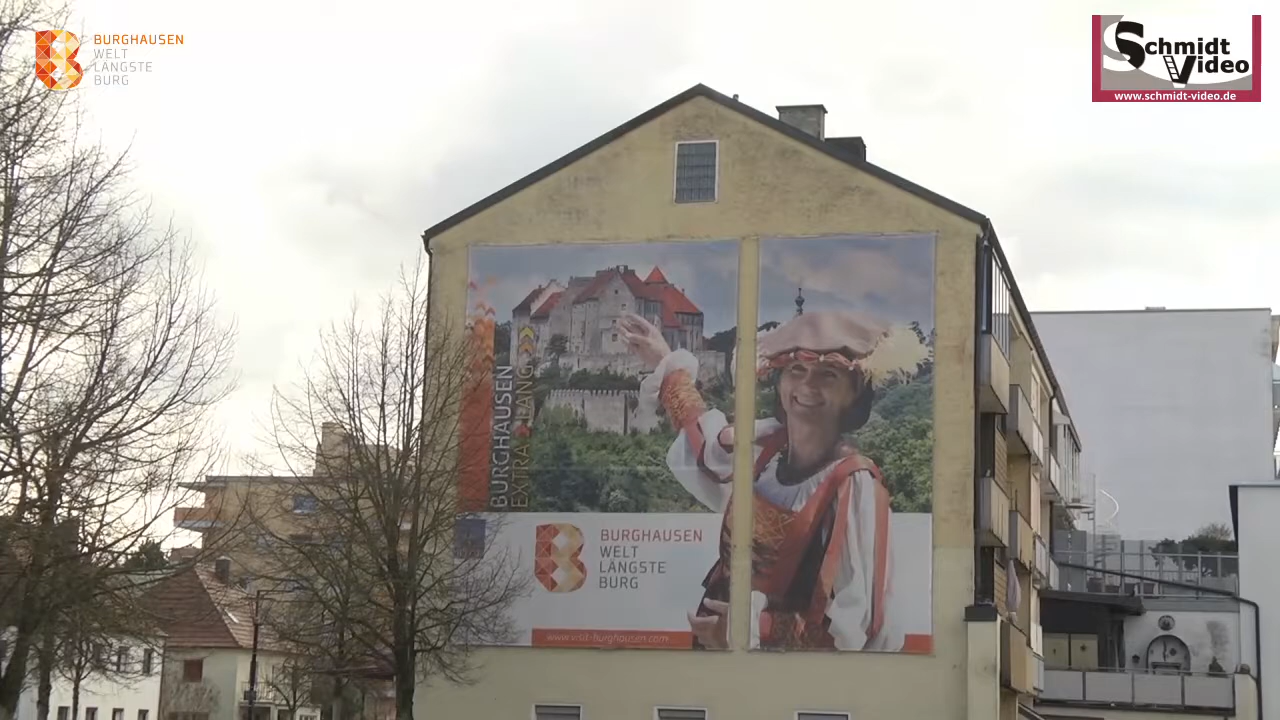 BURGHAUSEN
WELT
LÄNGSTE
BURG
Schmidt
Video
www.schmidt-video.de
BURGHAUSEN
EXTRA LANG
BURGHAUSEN
WELT
LÄNGSTE
BURG
www.visit-burghausen.com